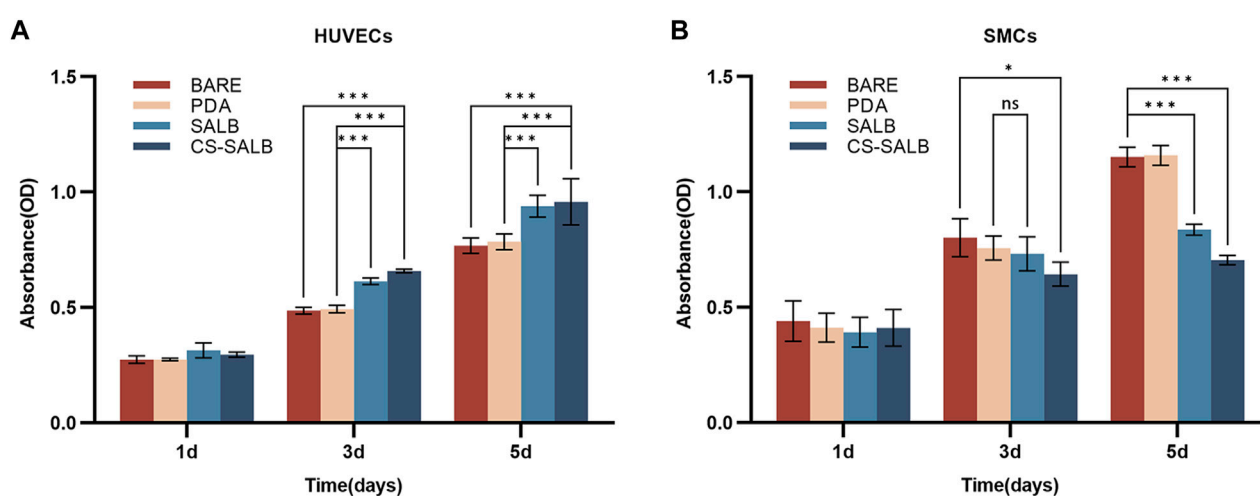 A
HUVECs
BARE
PDA
SALB
CS-SALB
***
***
***
***
***
***
1.5
1.0
0.5
0.0
Absorbance(OD)
1d
3d
5d
Time(days)
B
SMCs
BARE
PDA
SALB
CS-SALB
*
ns
***
***
1.5
1.0
0.5
0.0
Absorbance(OD)
1d
3d
5d
Time(days)